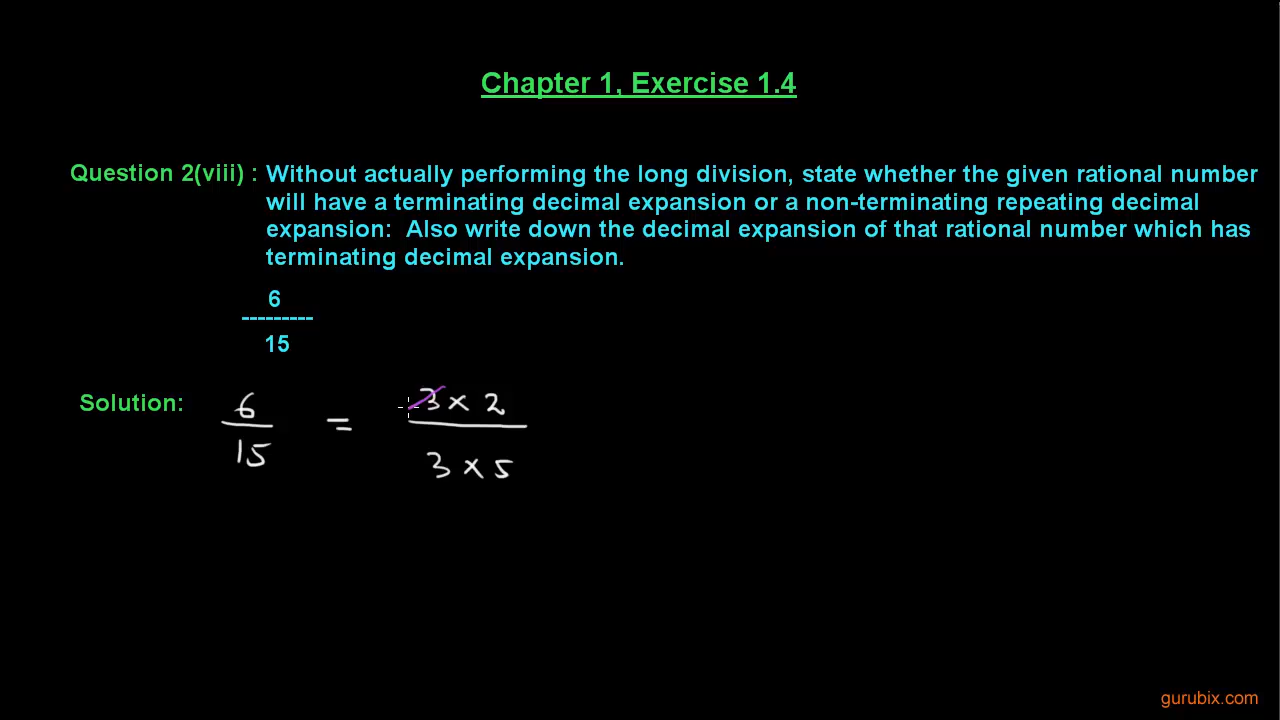 Chapter 1, Exercise 1.4
Question 2(viii) : Without actually performing the long division, state whether the given rational number
will have a terminating decimal expansion or a non-terminating repeating decimal
expansion:  Also write down the decimal expansion of that rational number which has
terminating decimal expansion.
6
---------
15
Solution:
6
15
=
3 × 2
3 × 5
gurubix.com